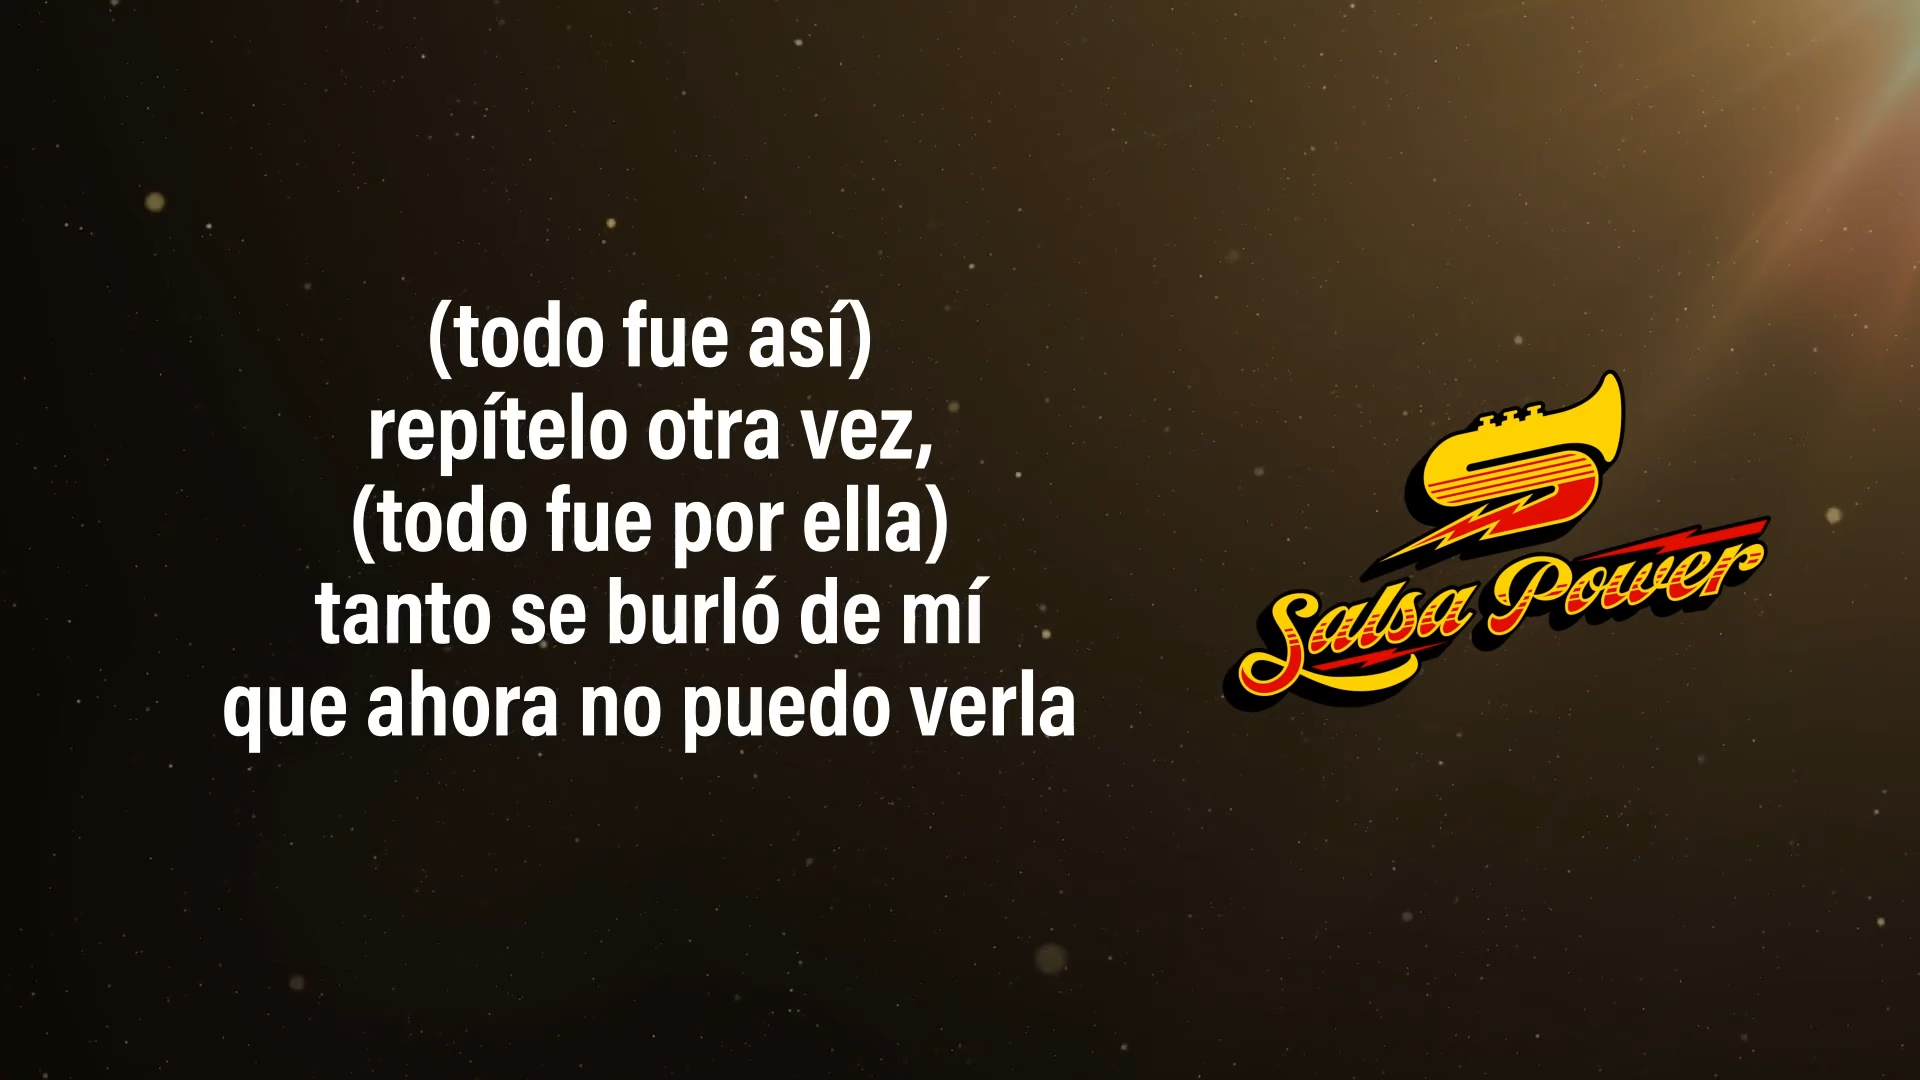 (todo fue así)
repítelo otra vez,
(todo fue por ella)
tanto se burló de mí
que ahora no puedo verla
Salsa Power